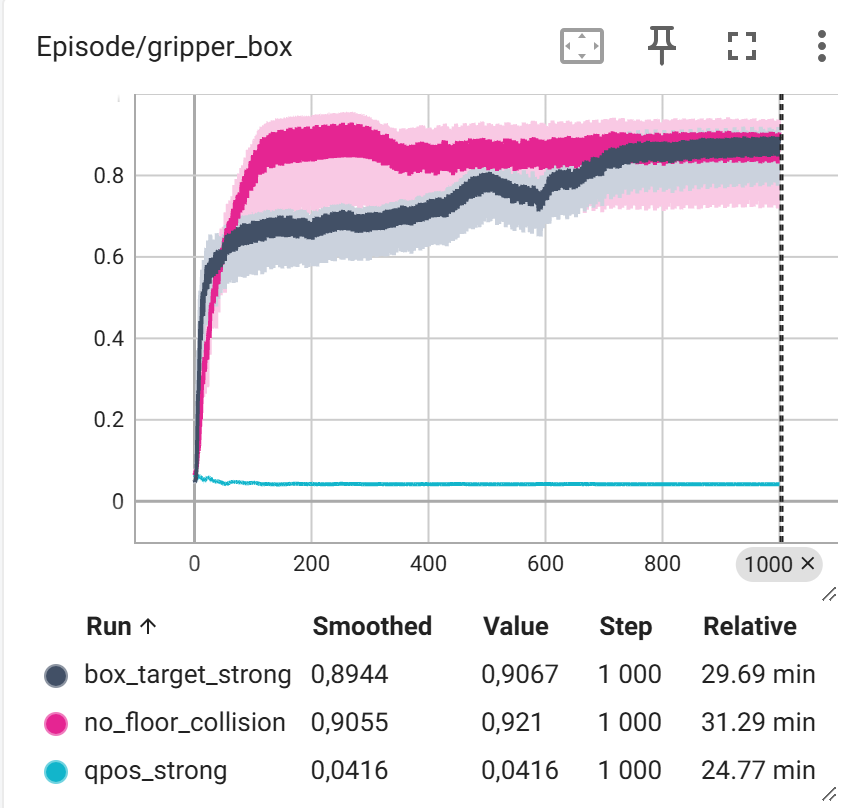 Episode/gripper_box
0.8
0.6
0.4
0.2
0
0 200 400 600 800 1000 ×
Run ↑ Smoothed Value Step Relative
box_target_strong 0,8944 0,9067 1 000 29.69 min
no_floor_collision 0,9055 0,921 1 000 31.29 min
qpos_strong 0,0416 0,0416 1 000 24.77 min